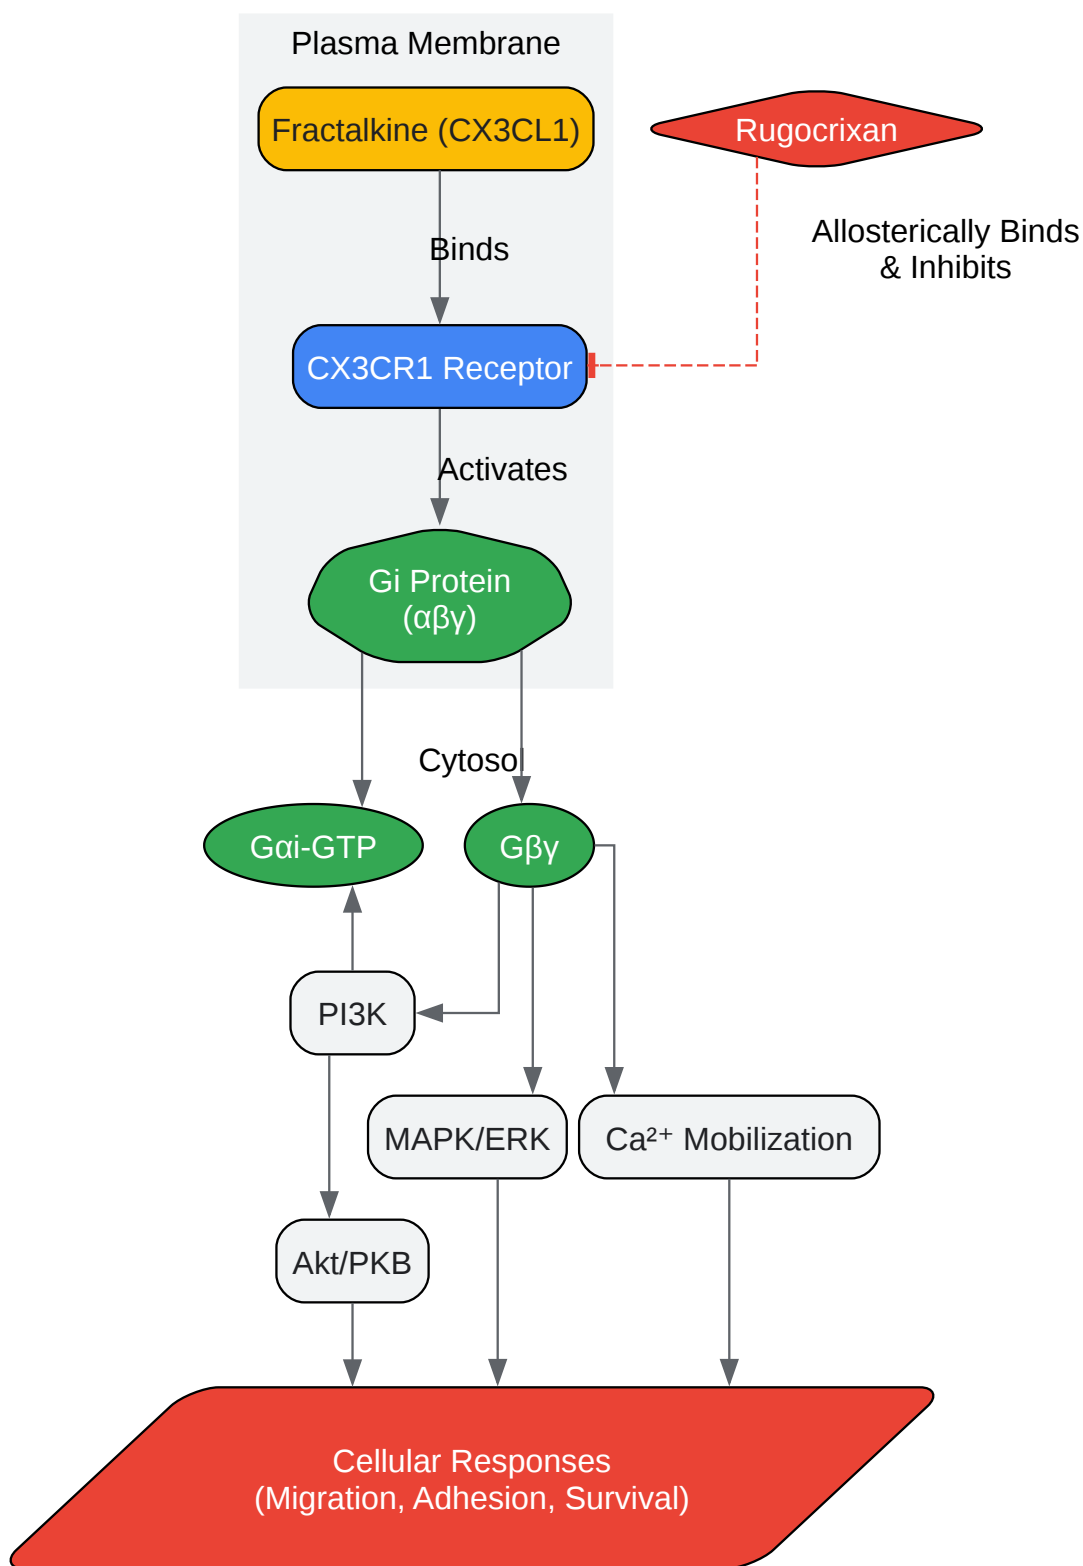 Plasma Membrane
Fractalkine (CX3CL1)
Rugocrixan
Allosterically Binds
& Inhibits
Binds
CX3CR1 Receptor
Activates
Gi Protein
(αβγ)
Cytosol
Gαi-GTP
Gβγ
PI3K
MAPK/ERK
Ca²⁺ Mobilization
Akt/PKB
Cellular Responses
(Migration, Adhesion, Survival)